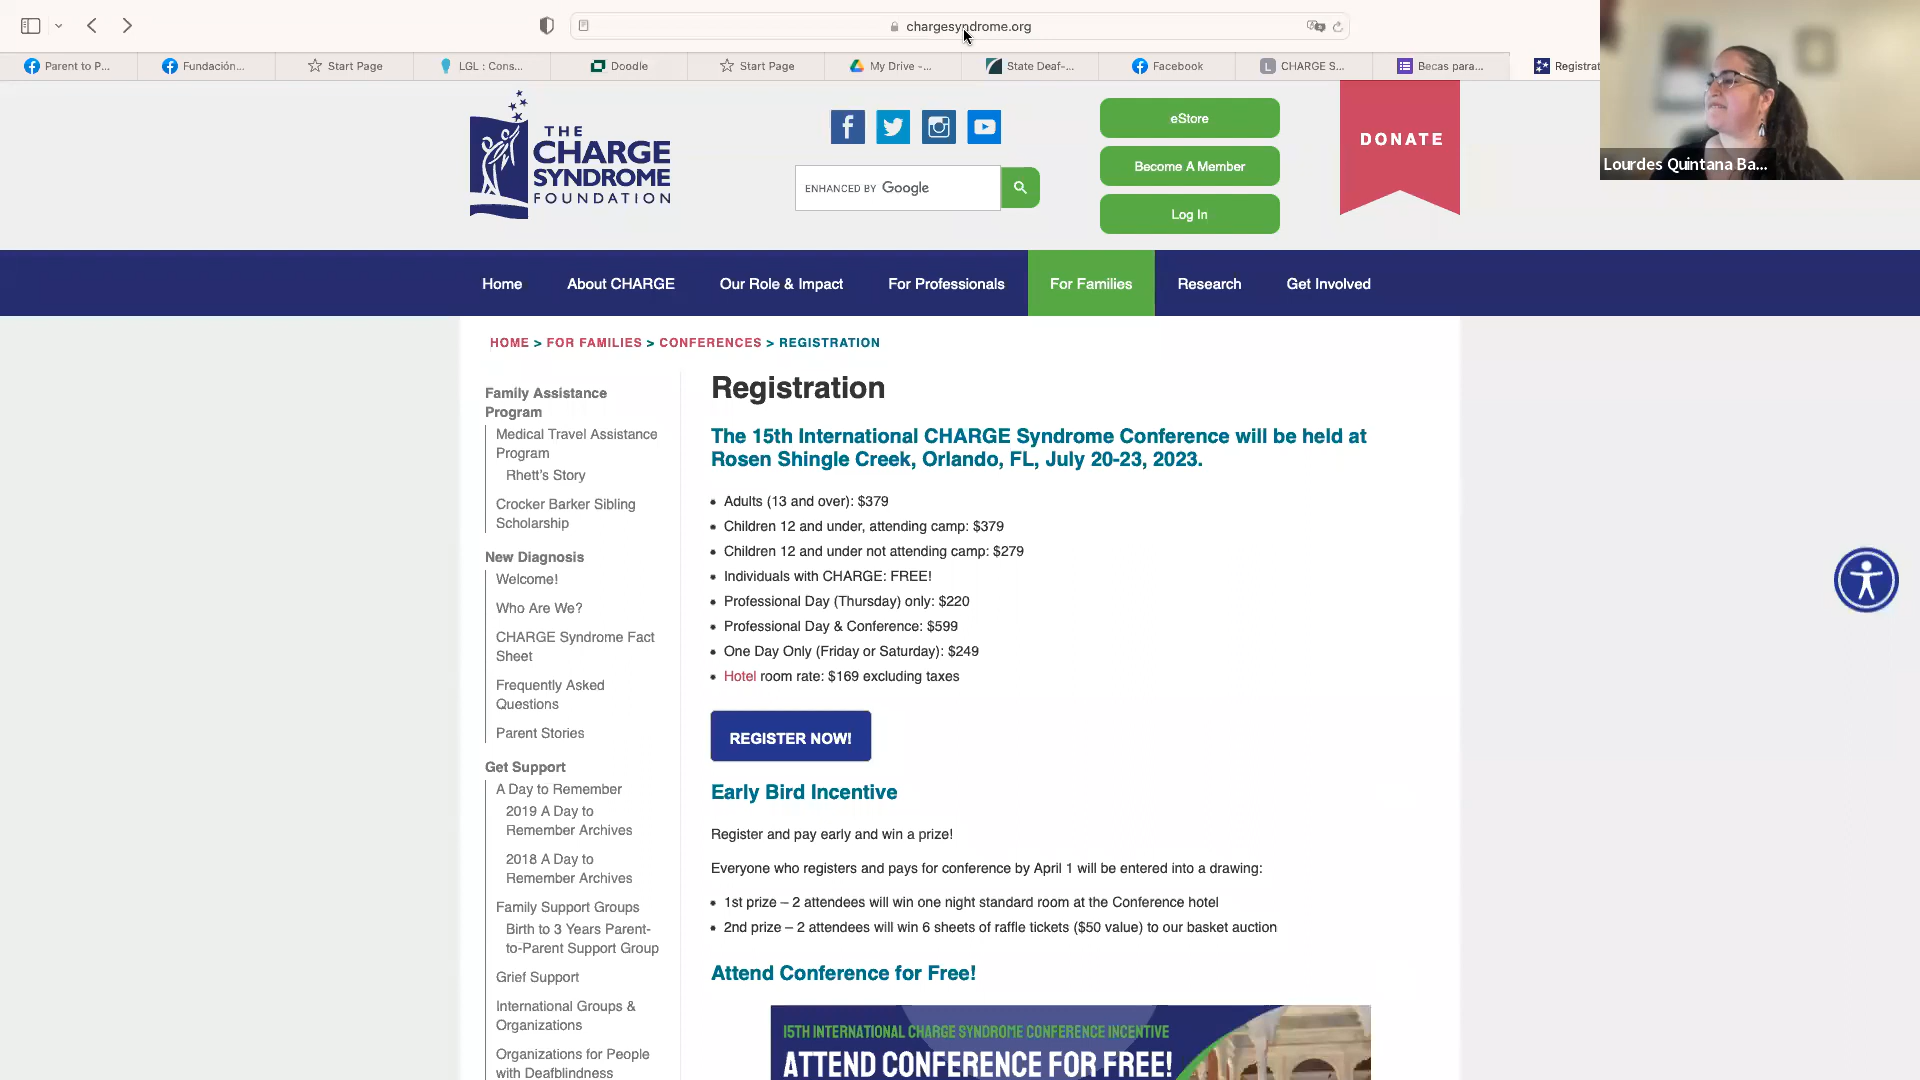 chargesyndrome.org
Parent to P...
Fundación...
Start Page
LGL : Cons...
Doodle
Start Page
My Drive -...
State Deaf-...
Facebook
CHARGE S...
Becas para...
Registrat
Lourdes Quintana Ba...
THE
CHARGE
SYNDROME
FOUNDATION
ENHANCED BY Google
eStore
Become A Member
Log In
DONATE
Home
About CHARGE
Our Role & Impact
For Professionals
For Families
Research
Get Involved
HOME > FOR FAMILIES > CONFERENCES > REGISTRATION
Family Assistance
Program
Medical Travel Assistance
Program
Rhett's Story
Crocker Barker Sibling
Scholarship
New Diagnosis
Welcome!
Who Are We?
CHARGE Syndrome Fact
Sheet
Frequently Asked
Questions
Parent Stories
Get Support
A Day to Remember
2019 A Day to
Remember Archives
2018 A Day to
Remember Archives
Family Support Groups
Birth to 3 Years Parent-
to-Parent Support Group
Grief Support
International Groups &
Organizations
Organizations for People
with Deafblindness
Registration
The 15th International CHARGE Syndrome Conference will be held at
Rosen Shingle Creek, Orlando, FL, July 20-23, 2023.
• Adults (13 and over): $379
• Children 12 and under, attending camp: $379
• Children 12 and under not attending camp: $279
• Individuals with CHARGE: FREE!
• Professional Day (Thursday) only: $220
• Professional Day & Conference: $599
• One Day Only (Friday or Saturday): $249
• Hotel room rate: $169 excluding taxes
REGISTER NOW!
Early Bird Incentive
Register and pay early and win a prize!
Everyone who registers and pays for conference by April 1 will be entered into a drawing:
• 1st prize – 2 attendees will win one night standard room at the Conference hotel
• 2nd prize – 2 attendees will win 6 sheets of raffle tickets ($50 value) to our basket auction
Attend Conference for Free!
15TH INTERNATIONAL CHARGE SYNDROME CONFERENCE INCENTIVE
ATTEND CONFERENCE FOR FREE!